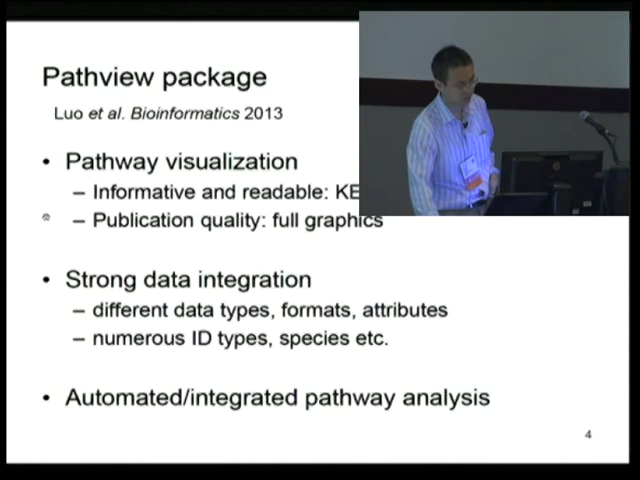 Pathview package
Luo et al. Bioinformatics 2013
• Pathway visualization
– Informative and readable: KE
– Publication quality: full graphics
• Strong data integration
– different data types, formats, attributes
– numerous ID types, species etc.
• Automated/integrated pathway analysis
4